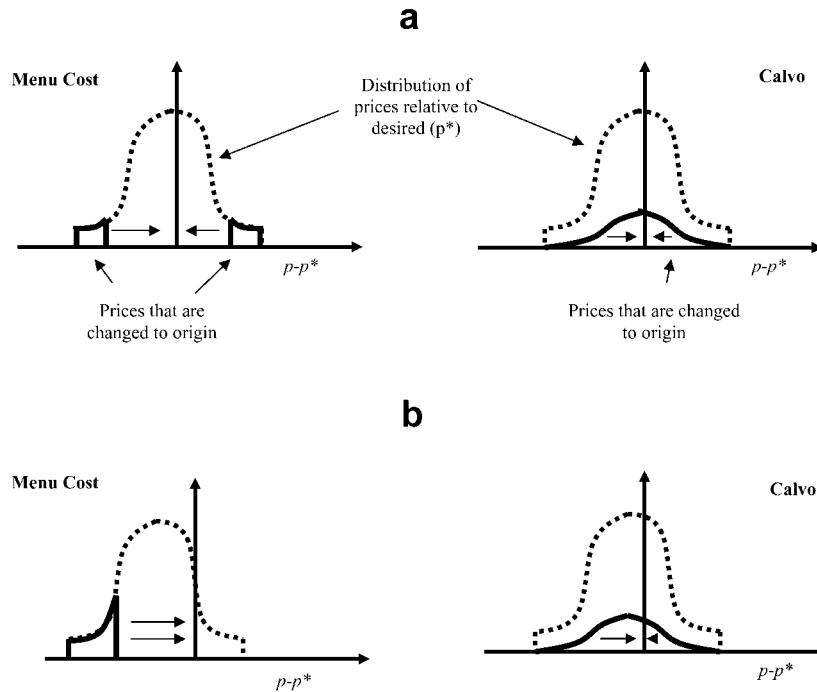 a
Menu Cost
Distribution of
prices relative to
desired (p*)
Calvo
p-p*
p-p*
Prices that are
changed to origin
Prices that are changed
to origin
b
Menu Cost
Calvo
p-p*
p-p*